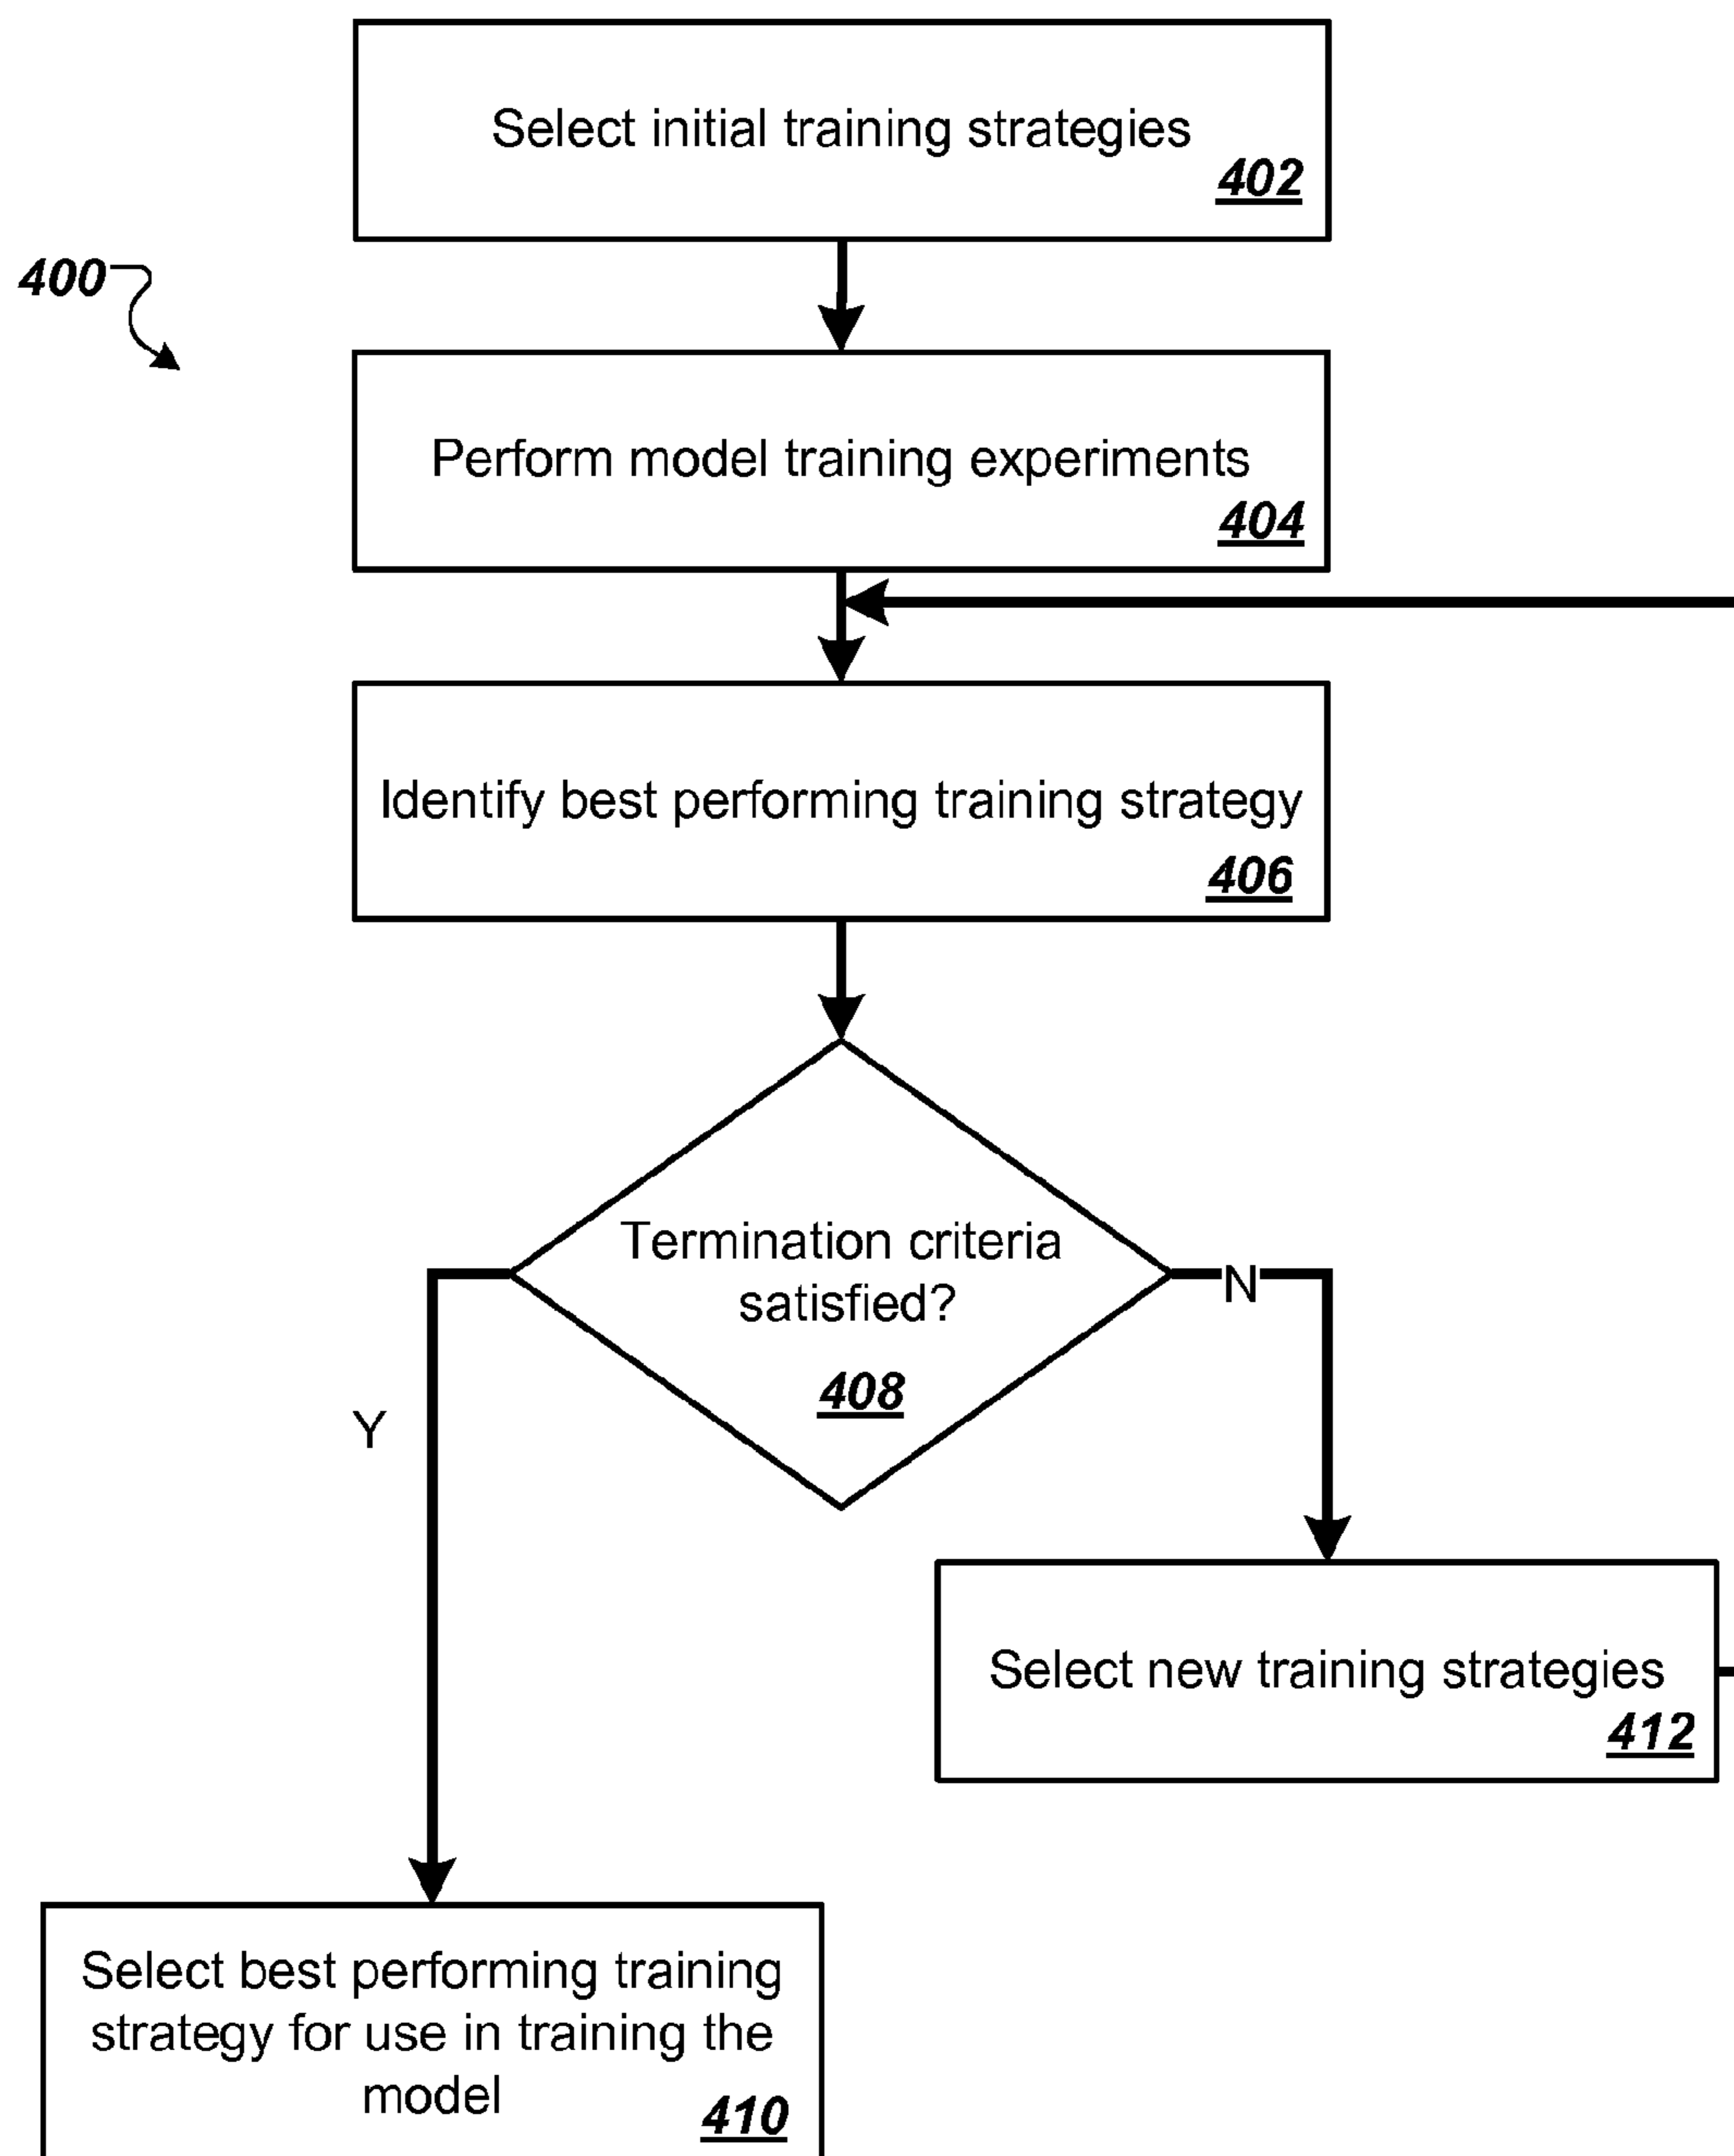 Select initial training strategies
402
400
Perform model training experiments
404
Identify best performing training strategy
406
Termination criteria
satisfied?
408
N
Y
Select new training strategies
412
Select best performing training
strategy for use in training the
model
410